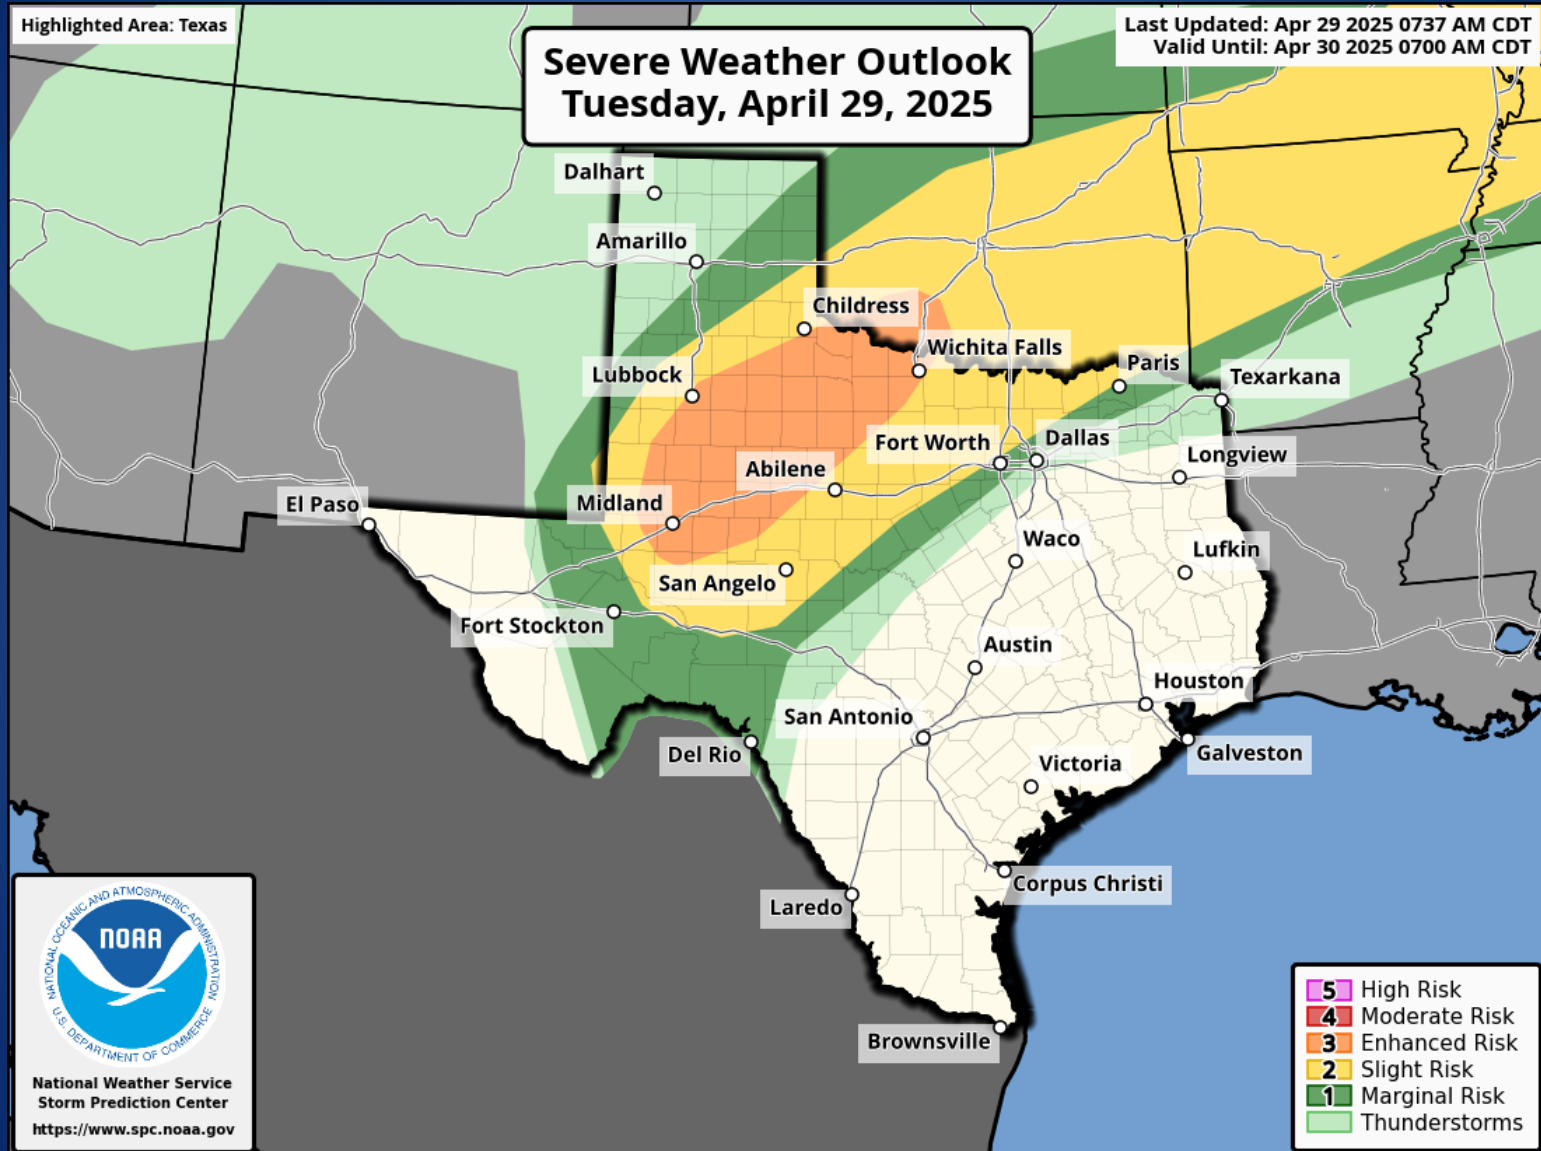 Highlighted Area: Texas
Severe Weather Outlook
Tuesday, April 29, 2025
Last Updated: Apr 29 2025 0737 AM CDT
Valid Until: Apr 30 2025 0700 AM CDT
Dalhart
Amarillo
Childress
Wichita Falls
Paris
Lubbock
Texarkana
Fort Worth
Dallas
Abilene
Longview
Midland
El Paso
Waco
Lufkin
San Angelo
Fort Stockton
Austin
Houston
San Antonio
Del Rio
Galveston
Victoria
Corpus Christi
Laredo
Brownsville
NATIONAL OCEANIC AND ATMOSPHERIC ADMINISTRATION
NOAA
U.S. DEPARTMENT OF COMMERCE
National Weather Service
Storm Prediction Center
https://www.spc.noaa.gov
5 High Risk
4 Moderate Risk
3 Enhanced Risk
2 Slight Risk
1 Marginal Risk
Thunderstorms